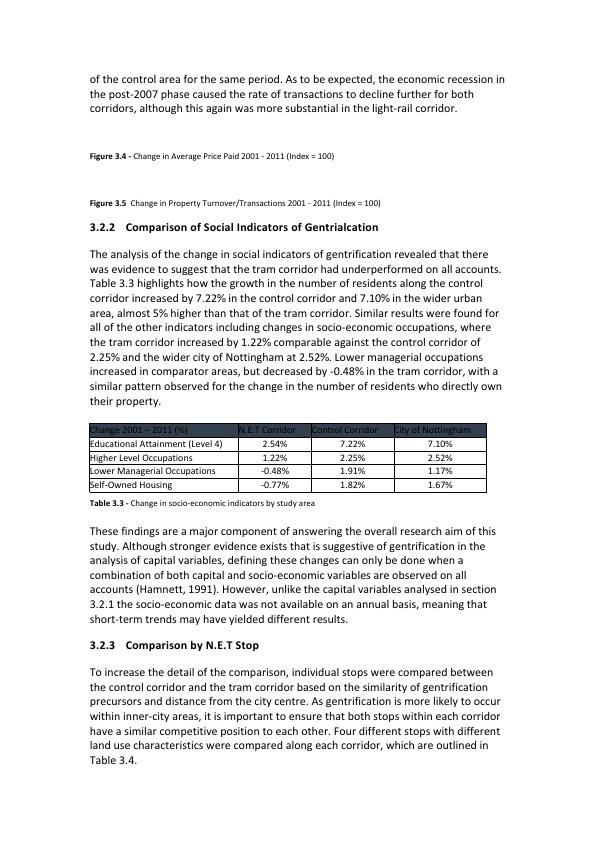 of the control area for the same period. As to be expected, the economic recession in
the post-2007 phase caused the rate of transactions to decline further for both
corridors, although this again was more substantial in the light-rail corridor.
Figure 3.4 - Change in Average Price Paid 2001 - 2011 (Index = 100)
Figure 3.5 Change in Property Turnover/Transactions 2001 - 2011 (Index = 100)
3.2.2 Comparison of Social Indicators of Gentrialcation
The analysis of the change in social indicators of gentrification revealed that there
was evidence to suggest that the tram corridor had underperformed on all accounts.
Table 3.3 highlights how the growth in the number of residents along the control
corridor increased by 7.22% in the control corridor and 7.10% in the wider urban
area, almost 5% higher than that of the tram corridor. Similar results were found for
all of the other indicators including changes in socio-economic occupations, where
the tram corridor increased by 1.22% comparable against the control corridor of
2.25% and the wider city of Nottingham at 2.52%. Lower managerial occupations
increased in comparator areas, but decreased by -0.48% in the tram corridor, with a
similar pattern observed for the change in the number of residents who directly own
their property.
Change 2001 – 2011 (%) N.E.T Corridor Control Corridor City of Nottingham
Educational Attainment (Level 4) 2.54% 7.22% 7.10%
Higher Level Occupations 1.22% 2.25% 2.52%
Lower Managerial Occupations -0.48% 1.91% 1.17%
Self-Owned Housing -0.77% 1.82% 1.67%
Table 3.3 - Change in socio-economic indicators by study area
These findings are a major component of answering the overall research aim of this
study. Although stronger evidence exists that is suggestive of gentrification in the
analysis of capital variables, defining these changes can only be done when a
combination of both capital and socio-economic variables are observed on all
accounts (Hamnett, 1991). However, unlike the capital variables analysed in section
3.2.1 the socio-economic data was not available on an annual basis, meaning that
short-term trends may have yielded different results.
3.2.3 Comparison by N.E.T Stop
To increase the detail of the comparison, individual stops were compared between
the control corridor and the tram corridor based on the similarity of gentrification
precursors and distance from the city centre. As gentrification is more likely to occur
within inner-city areas, it is important to ensure that both stops within each corridor
have a similar competitive position to each other. Four different stops with different
land use characteristics were compared along each corridor, which are outlined in
Table 3.4.